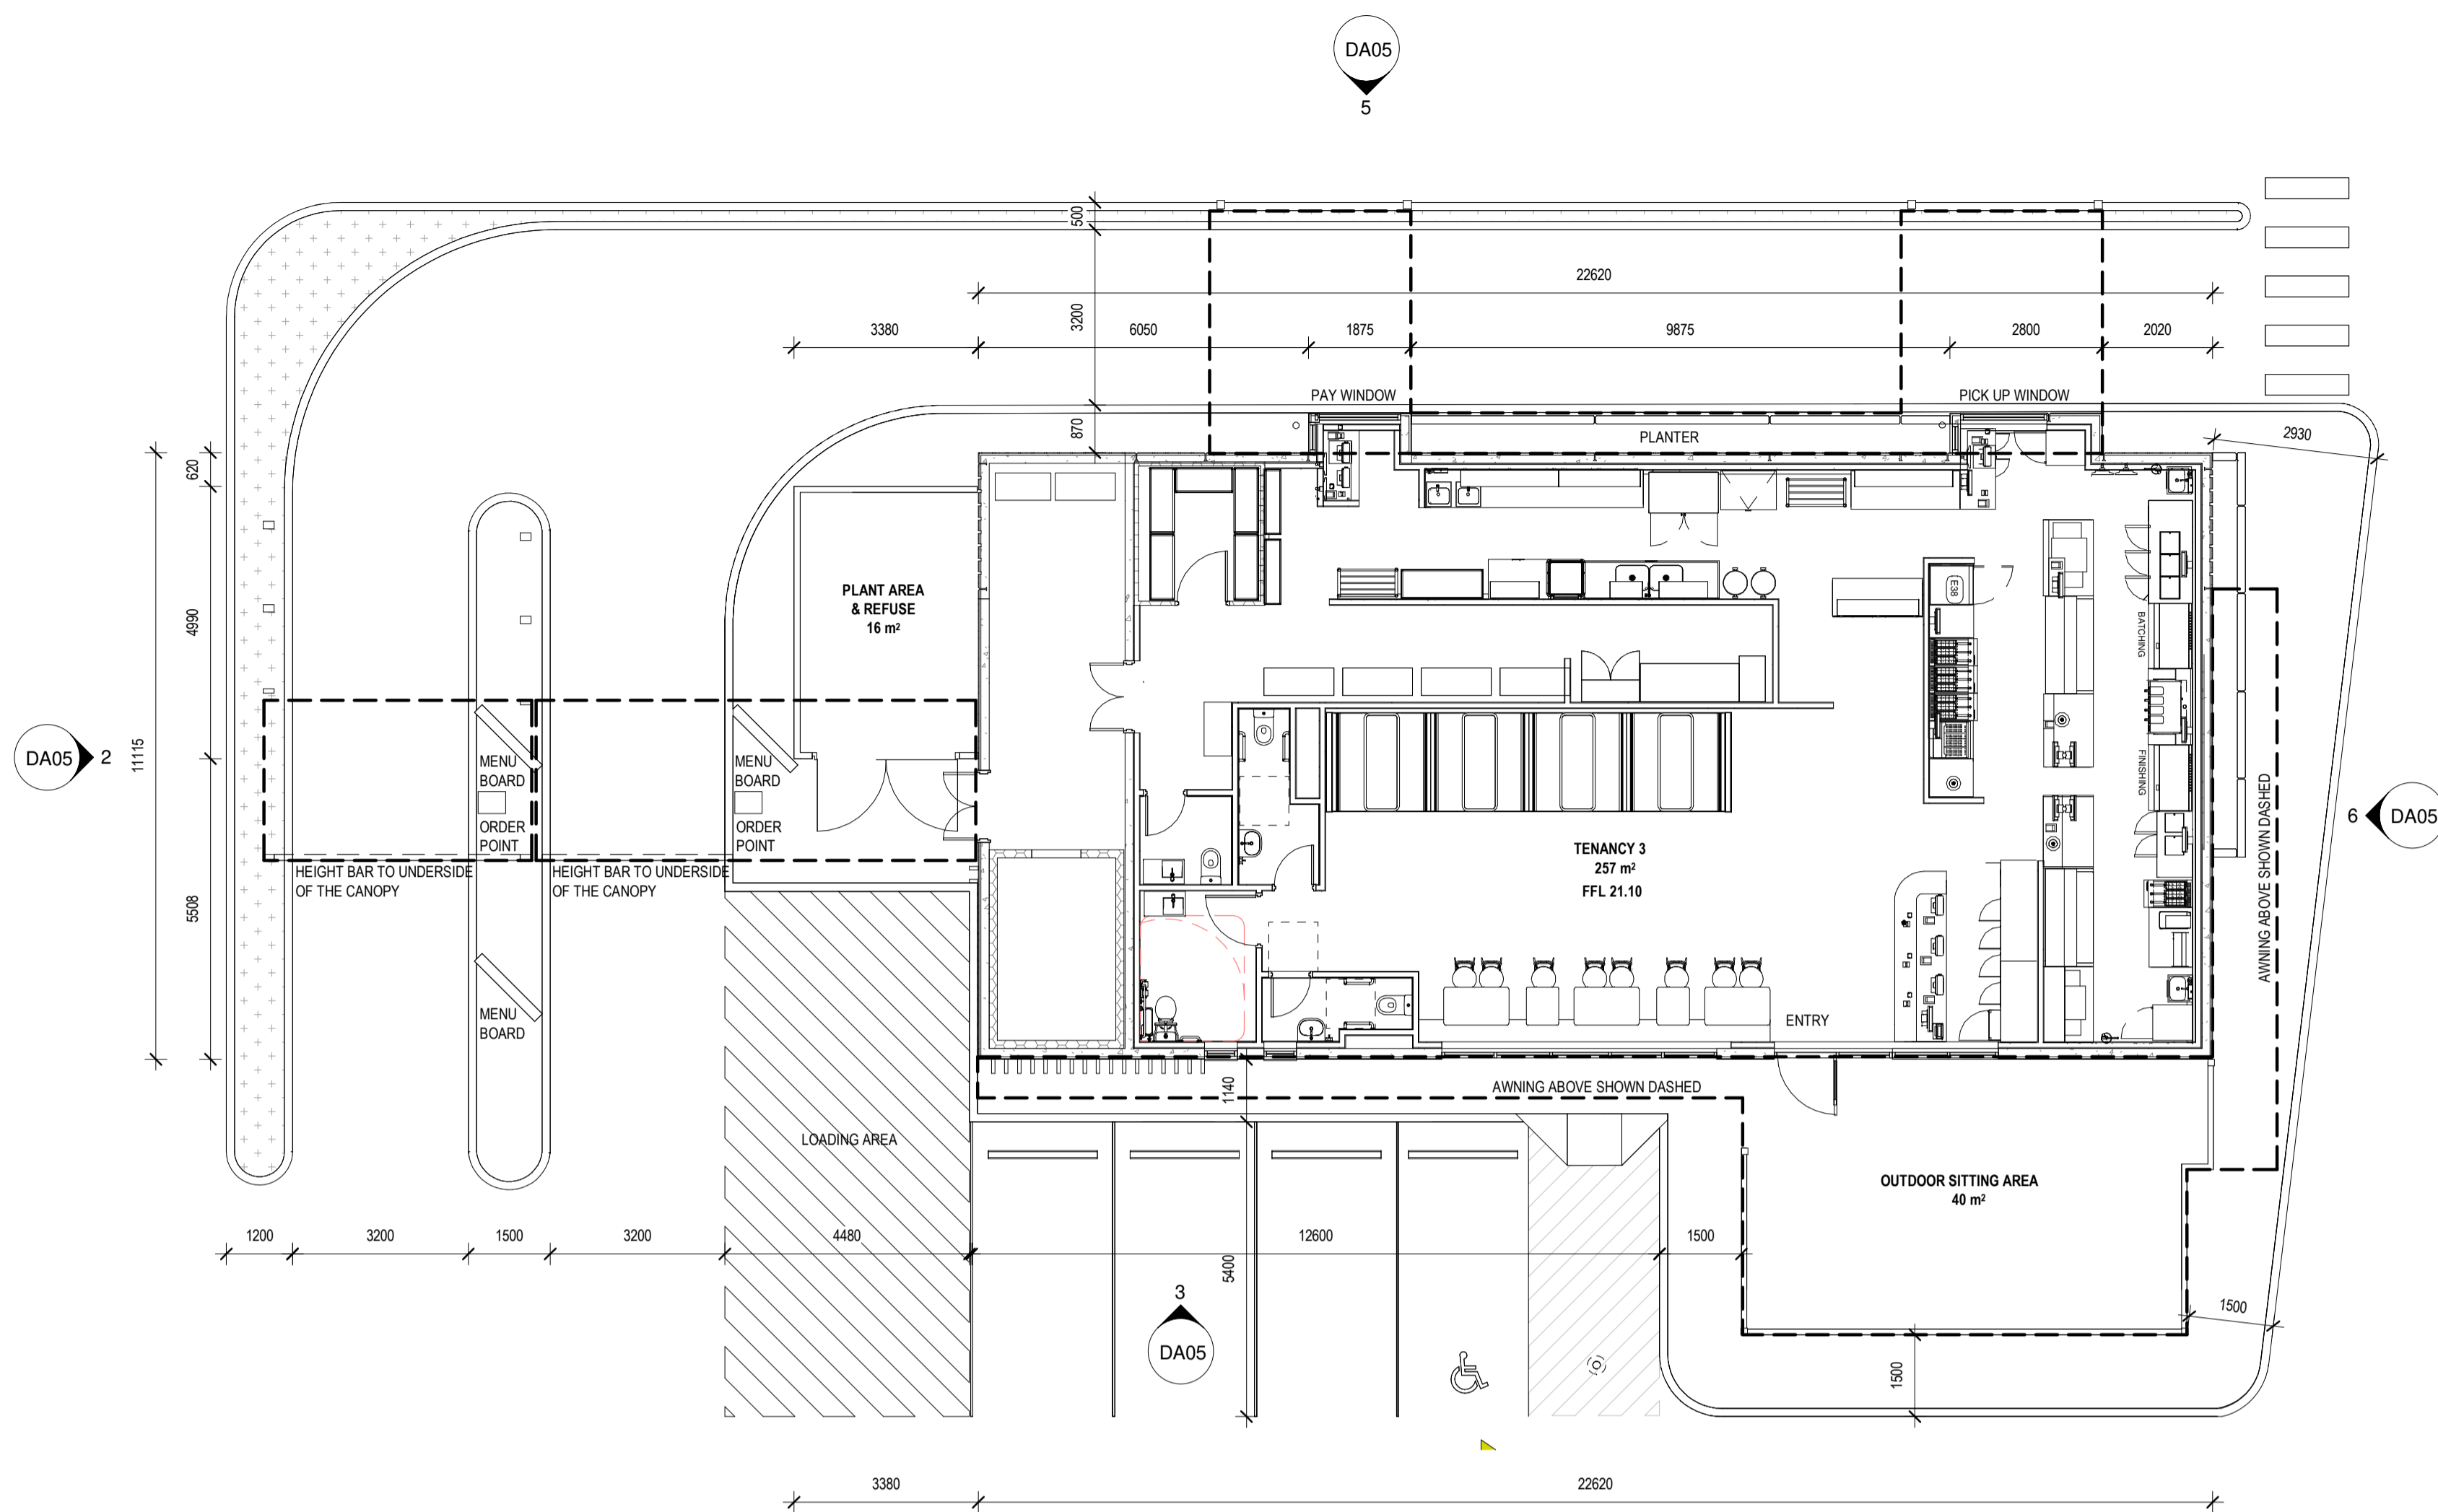 DA05
5
500
22620
3200
3380
6050
1875
9875
2800
2020
PAY WINDOW
PICK UP WINDOW
870
PLANTER
2930
620
11115
4990
5508
PLANT AREA
& REFUSE
16 m²
E38
BATCHING
FINISHING
DA05
2
MENU
BOARD
ORDER
POINT
MENU
BOARD
ORDER
POINT
HEIGHT BAR TO UNDERSIDE
OF THE CANOPY
HEIGHT BAR TO UNDERSIDE
OF THE CANOPY
TENANCY 3
257 m²
FFL 21.10
AWNING ABOVE SHOWN DASHED
6
DA05
MENU
BOARD
ENTRY
1140
AWNING ABOVE SHOWN DASHED
LOADING AREA
OUTDOOR SITTING AREA
40 m²
1200
3200
1500
3200
4480
12600
1500
5400
1500
1500
3
DA05
3380
22620